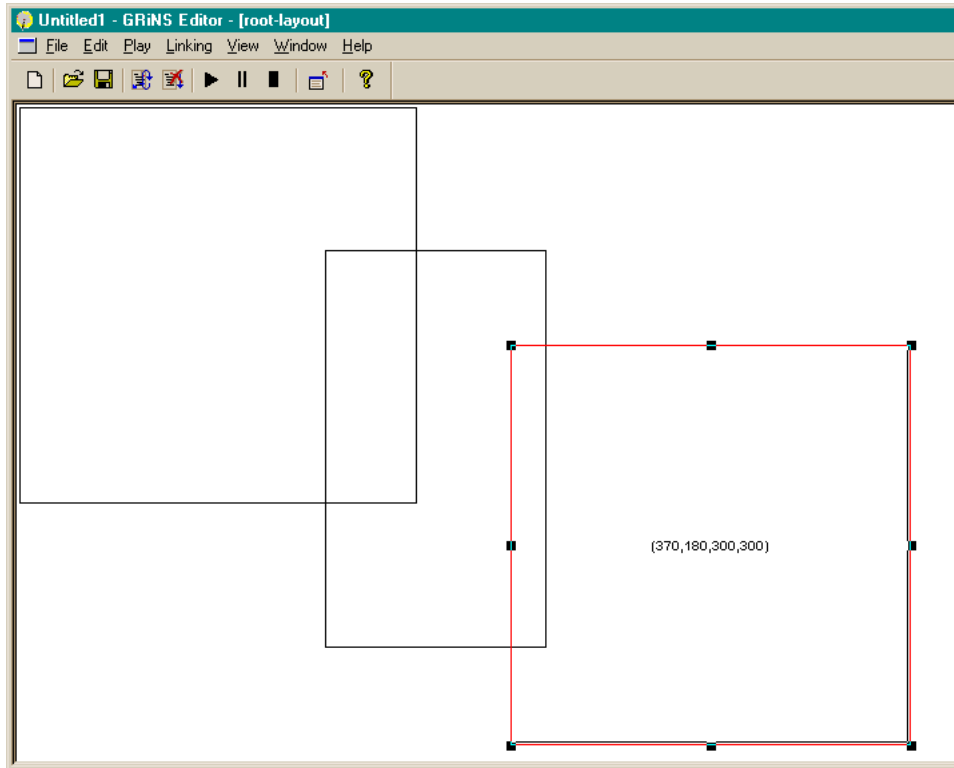 Untitled1 - GRiNS Editor - [root-layout]
File Edit Play Linking View Window Help
(370,180,300,300)